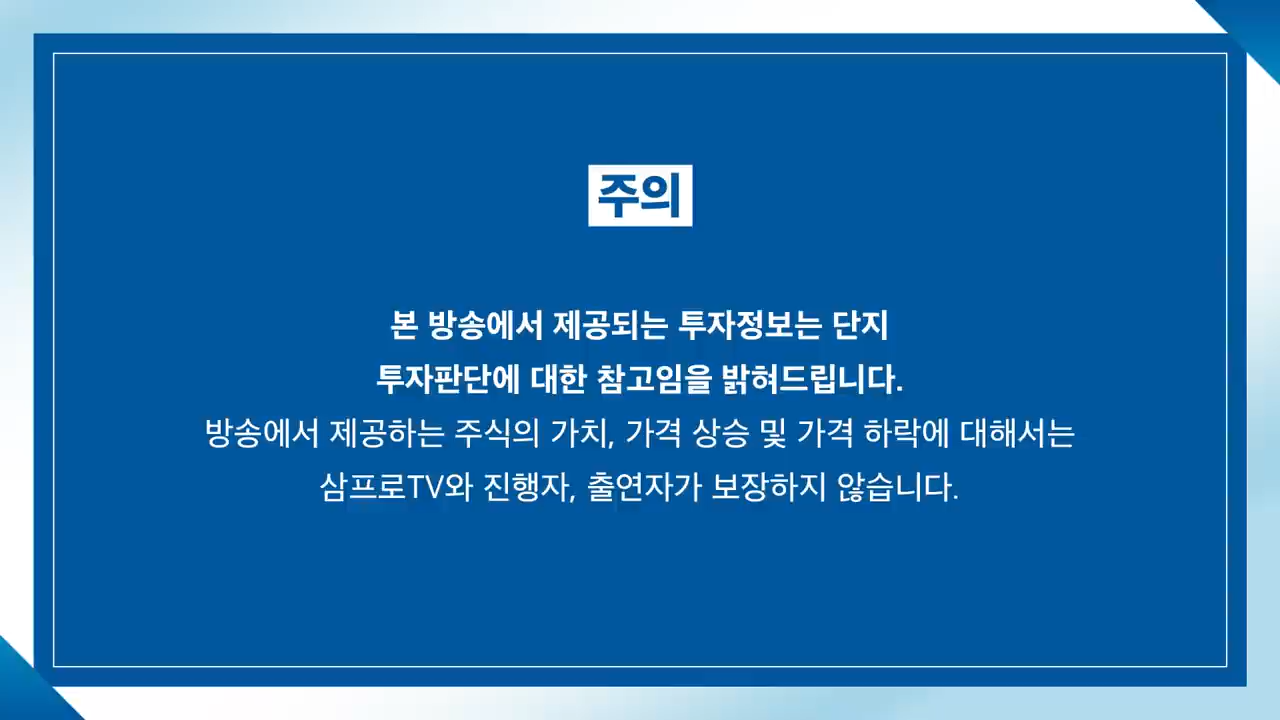 주의
본 방송에서 제공되는 투자정보는 단지
투자판단에 대한 참고임을 밝혀드립니다.
방송에서 제공하는 주식의 가치, 가격 상승 및 가격 하락에 대해서는
삼프로TV와 진행자, 출연자가 보장하지 않습니다.